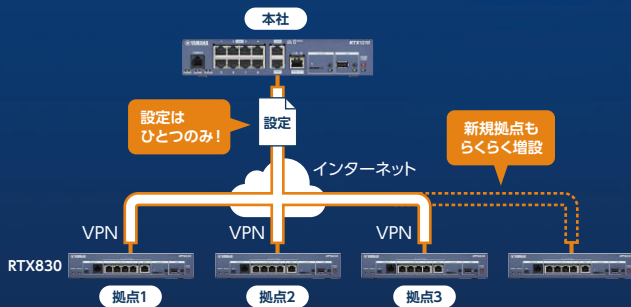 本社
YAMAHA
設定は
ひとつのみ!
設定
新規拠点も
らくらく増設
インターネット
VPN
VPN
VPN
RTX830
拠点1
拠点2
拠点3